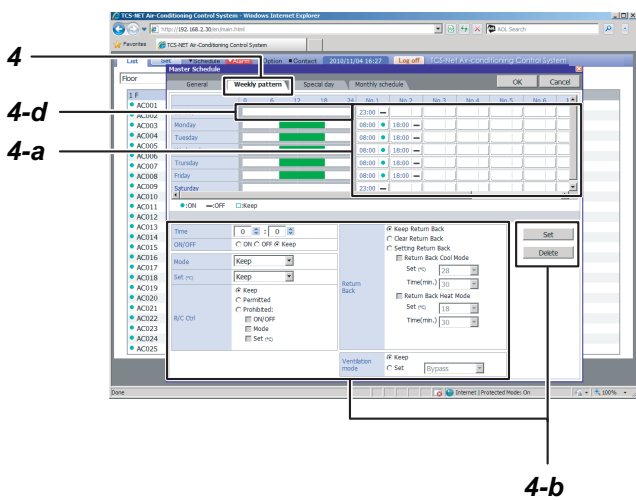 TCS-NET Air-Conditioning Control System - Windows Internet Explorer
http://192.168.2.30/en/main.html
AOL Search
Favorites
TCS-NET Air-Conditioning Control System
List Set ▼Schedule ▼Alarm Option ■Contact 2010/11/04 16:27 Log off TCS-Net Air-conditioning Control System
4
Master Schedule
Floor
General Weekly pattern Special day Monthly schedule OK Cancel
1 F
0 6 12 18 24 No.1 No.2 No.3 No.4 No.5 No.6
4-d
AC001
23:00 —
AC002
AC003
Monday 08:00 ● 18:00 —
AC004
Tuesday 08:00 ● 18:00 —
4-a
AC005
08:00 ● 18:00 —
AC006
AC007
Trursday 08:00 ● 18:00 —
AC008
Friday 08:00 ● 18:00 —
AC009
Saturday 23:00 —
AC010
AC011
●:ON —:OFF □:Keep
AC012
AC013
AC014
AC015
AC016
AC017
AC018
AC019
AC020
AC021
AC022
AC023
AC024
AC025
Time 0 : 0
ON/OFF ON OFF Keep
Mode Keep
Set (℃) Keep
R/C Ctrl
Keep
Permitted
Prohibited:
ON/OFF
Mode
Set (℃)
Return Back
Keep Return Back
Clear Return Back
Setting Return Back
Return Back Cool Mode
Set (℃) 28
Time(min.) 30
Return Back Heat Mode
Set (℃) 18
Time(min.) 30
Ventilation mode
Keep
Set Bypass
Set
Delete
Done
Internet | Protected Mode: On
100%
4-b